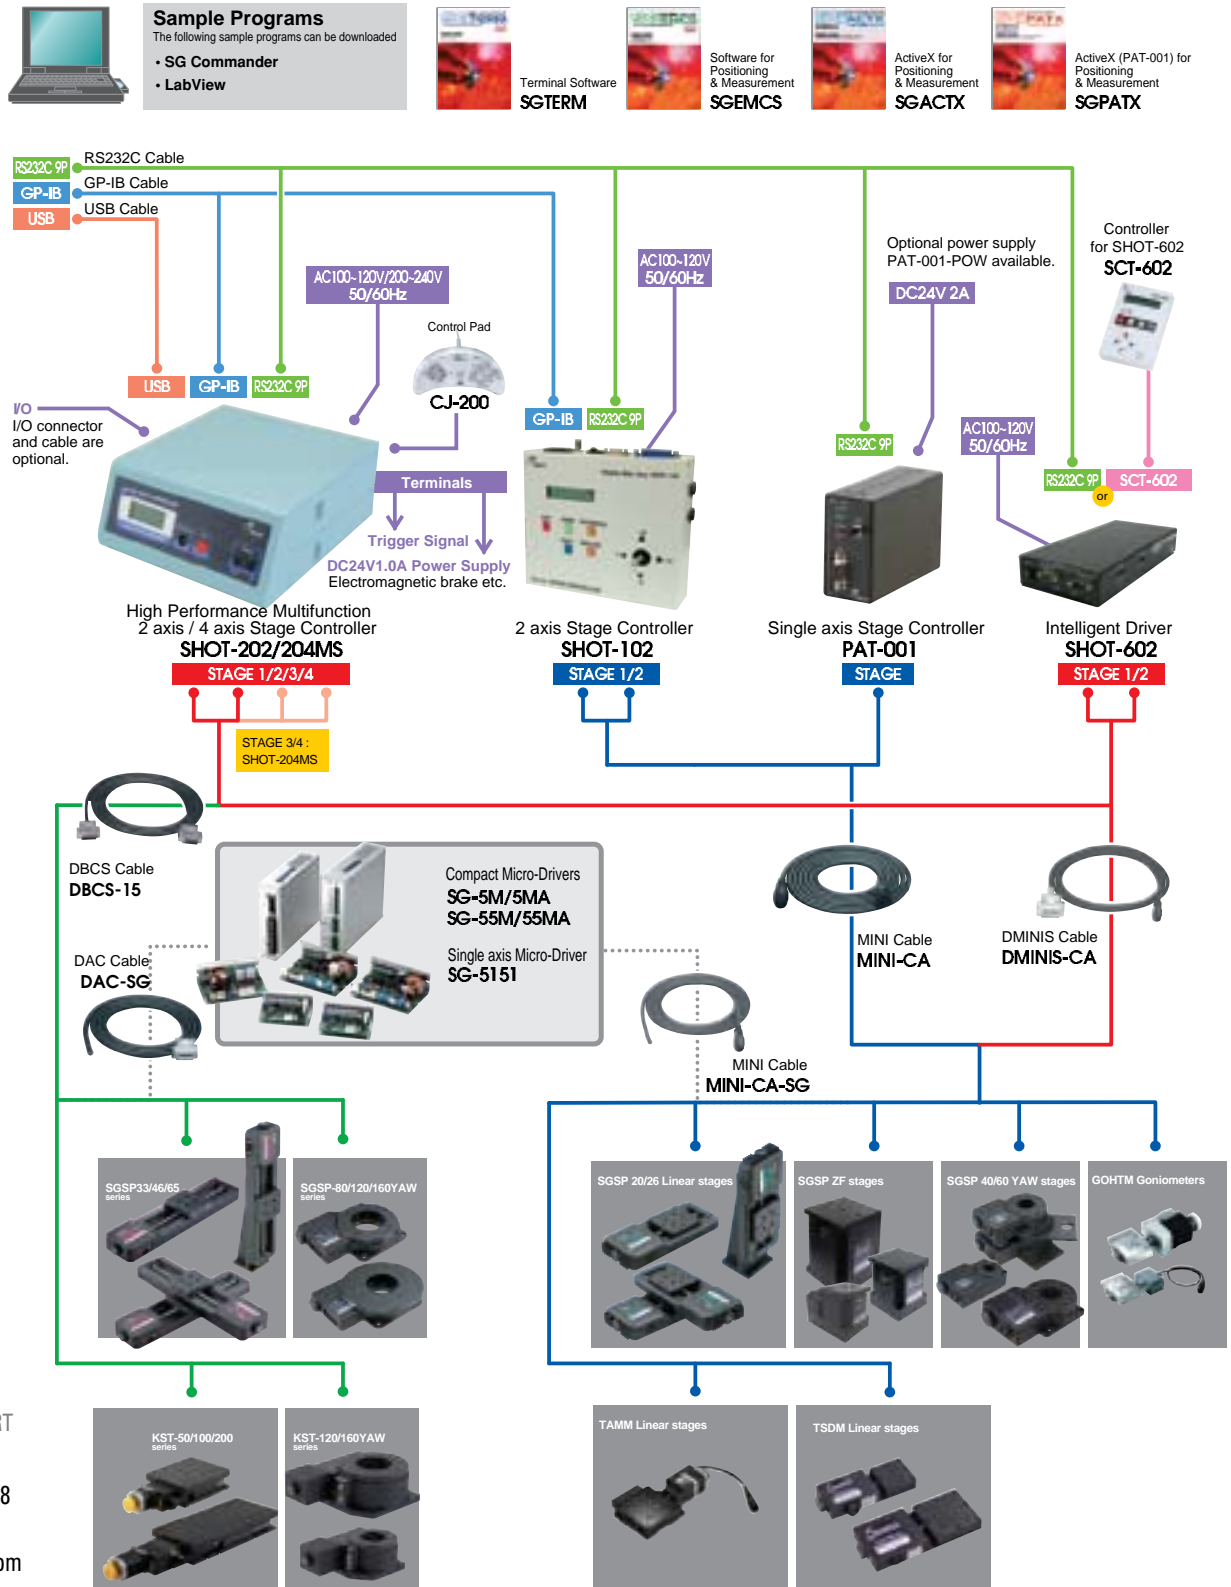 Sample Programs
The following sample programs can be downloaded
• SG Commander
• LabView
Terminal Software
SGTERM
Software for
Positioning
& Measurement
SGEMCS
ActiveX for
Positioning
& Measurement
SGACTX
ActiveX (PAT-001) for
Positioning
& Measurement
SGPATX
RS232C 9P
RS232C Cable
GP-IB
GP-IB Cable
USB
USB Cable
AC100~120V/200~240V
50/60Hz
Control Pad
CJ-200
AC100~120V
50/60Hz
Optional power supply
PAT-001-POW available.
DC24V 2A
Controller
for SHOT-602
SCT-602
USB
GP-IB
RS232C 9P
GP-IB
RS232C 9P
RS232C 9P
AC100~120V
50/60Hz
RS232C 9P
or
SCT-602
I/O
I/O connector
and cable are
optional.
Terminals
Trigger Signal
DC24V1.0A Power Supply
Electromagnetic brake etc.
High Performance Multifunction
2 axis / 4 axis Stage Controller
SHOT-202/204MS
STAGE 1/2/3/4
2 axis Stage Controller
SHOT-102
STAGE 1/2
Single axis Stage Controller
PAT-001
STAGE
Intelligent Driver
SHOT-602
STAGE 1/2
STAGE 3/4 :
SHOT-204MS
DBCS Cable
DBCS-15
DAC Cable
DAC-SG
Compact Micro-Drivers
SG-5M/5MA
SG-55M/55MA
Single axis Micro-Driver
SG-5151
MINI Cable
MINI-CA
DMINIS Cable
DMINIS-CA
MINI Cable
MINI-CA-SG
SGSP33/46/65
series
SGSP-80/120/160YAW
series
SGSP 20/26 Linear stages
SGSP ZF stages
SGSP 40/60 YAW stages
GOHTM Goniometers
KST-50/100/200
series
KST-120/160YAW
series
TAMM Linear stages
TSDM Linear stages
RT
8
om